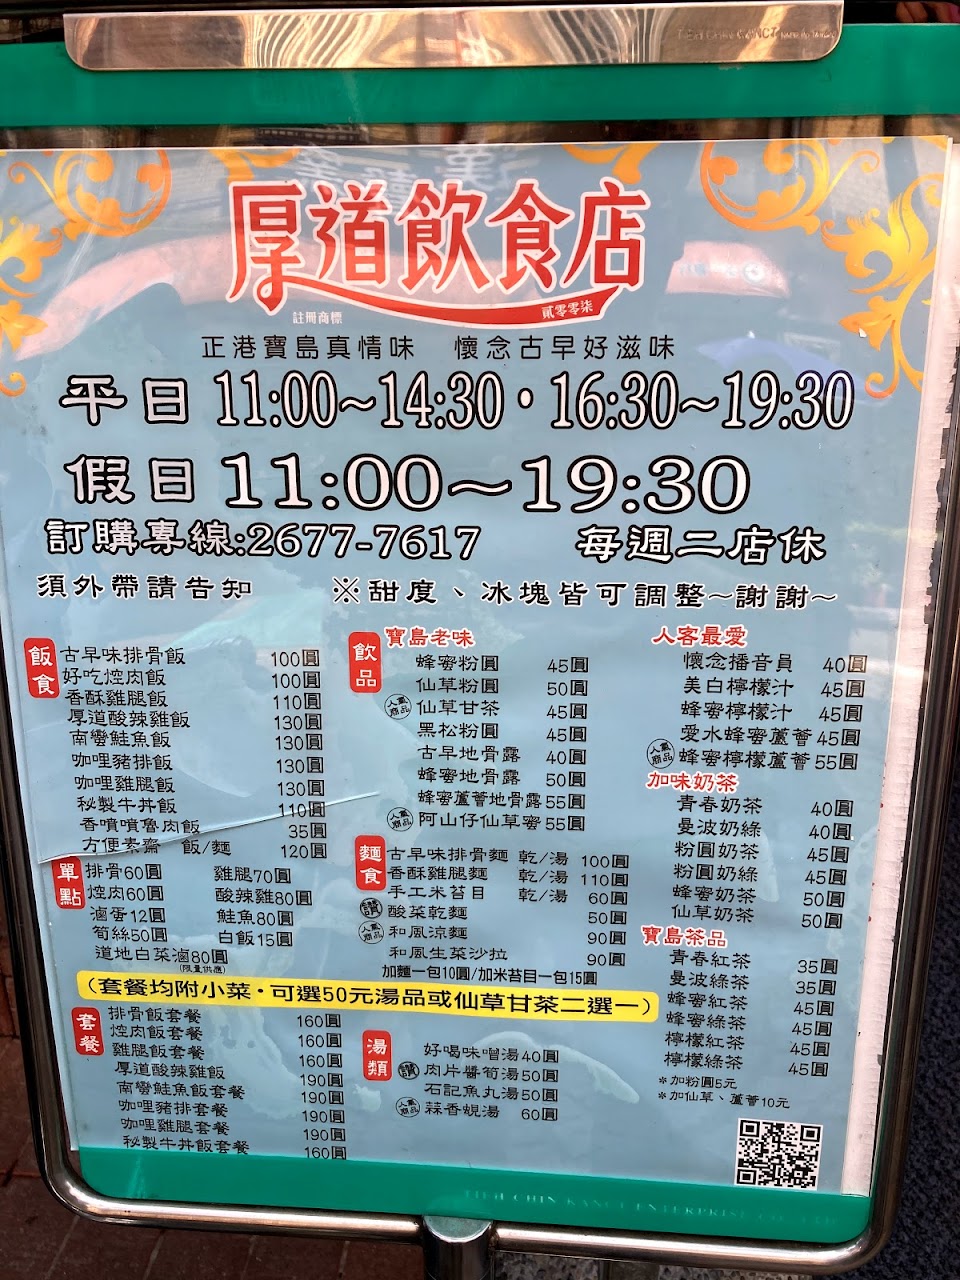 厚道飲食店
註冊商標
貳零零柒
正港寶島真情味 懷念古早好滋味
平日 11:00~14:30・16:30~19:30
假日 11:00~19:30
訂購專線:2677-7617 每週二店休
須外帶請告知 ※甜度、冰塊皆可調整~謝謝~
飯食
古早味排骨飯 100圓
好吃焢肉飯 100圓
香酥雞腿飯 110圓
厚道酸辣雞飯 130圓
南蠻鮭魚飯 130圓
咖哩豬排飯 130圓
咖哩雞腿飯 130圓
秘製牛丼飯 110圓
香噴噴魯肉飯 35圓
方便素齋 飯/麵 120圓
單點
排骨60圓 雞腿70圓
焢肉60圓 酸辣雞80圓
滷蛋12圓 鮭魚80圓
筍絲50圓 白飯15圓
道地白菜滷80圓
(限量供應)
飲品
寶島老味
蜂蜜粉圓 45圓
仙草粉圓 50圓
人氣商品 仙草甘茶 45圓
黑松粉圓 45圓
古早地骨露 40圓
蜂蜜地骨露 50圓
蜂蜜蘆薈地骨露 55圓
人氣商品 阿山仔仙草蜜 55圓
麵食
古早味排骨麵 乾/湯 100圓
香酥雞腿麵 乾/湯 110圓
手工米苔目 乾/湯 60圓
讚 酸菜乾麵 50圓
人氣商品 和風涼麵 90圓
和風生菜沙拉 90圓
加麵一包10圓/加米苔目一包15圓
人客最愛
懷念播音員 40圓
美白檸檬汁 45圓
蜂蜜檸檬汁 45圓
愛水蜂蜜蘆薈 45圓
人氣商品 蜂蜜檸檬蘆薈 55圓
加味奶茶
青春奶茶 40圓
曼波奶綠 40圓
粉圓奶茶 45圓
粉圓奶綠 45圓
蜂蜜奶茶 50圓
仙草奶茶 50圓
寶島茶品
青春紅茶 35圓
曼波綠茶 35圓
蜂蜜紅茶 45圓
蜂蜜綠茶 45圓
檸檬紅茶 45圓
檸檬綠茶 45圓
*加粉圓5元
*加仙草、蘆薈10元
(套餐均附小菜・可選50元湯品或仙草甘茶二選一)
套餐
排骨飯套餐 160圓
焢肉飯套餐 160圓
雞腿飯套餐 160圓
厚道酸辣雞飯 190圓
南蠻鮭魚飯套餐 190圓
咖哩豬排套餐 190圓
咖哩雞腿套餐 190圓
秘製牛丼飯套餐 160圓
湯類
好喝味噌湯 40圓
讚 肉片醬筍湯 50圓
石記魚丸湯 50圓
人氣商品 蒜香蜆湯 60圓